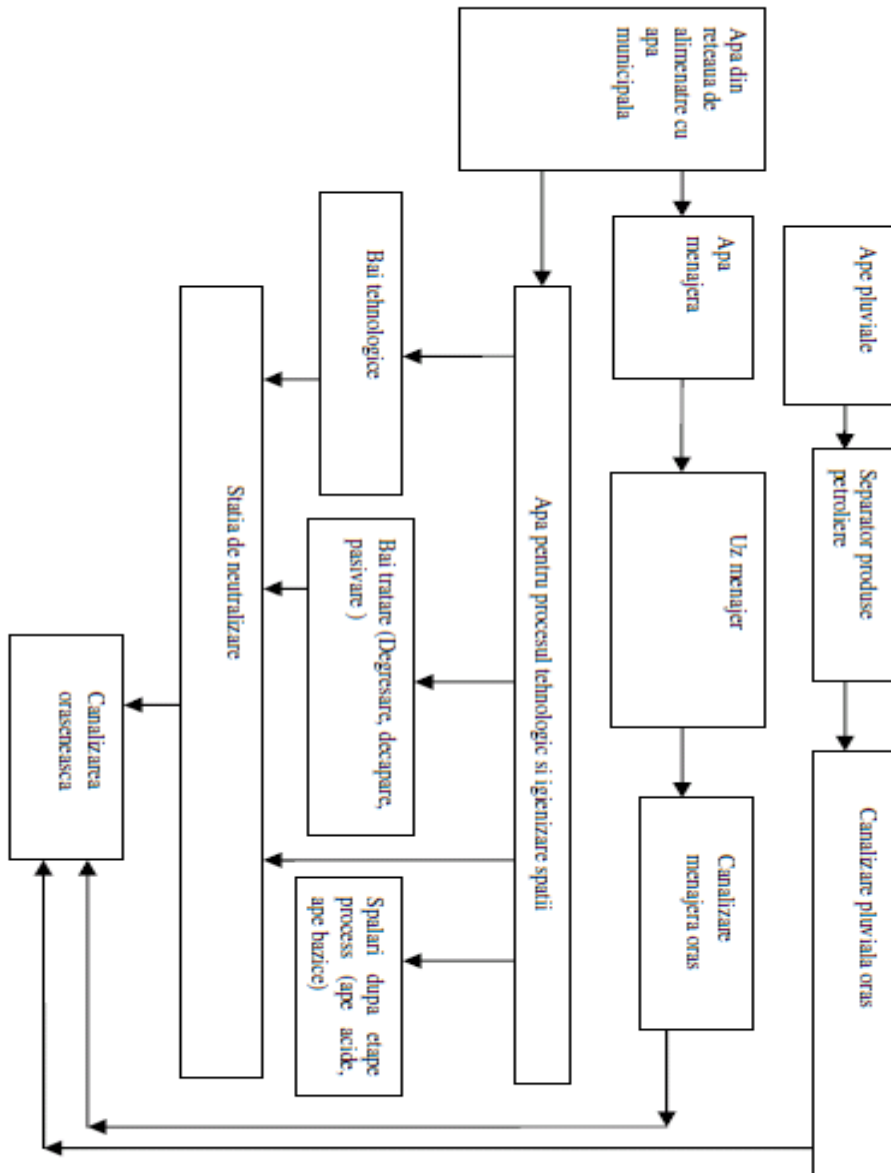 Apa din
reteaua de
alimenatre cu
apa
municipala
Apa
menajera
Ape pluviale
Bai tehnologice
Statia de neutralizare
Apa pentru procesul tehnologic si igienizare spatii
Uz menajer
Separator produse
petroliere
Bai tratare (Degresare, decapare,
pasivare )
Canalizarea
oraseneasca
Spalari dupa etape
process (ape acide,
ape bazice)
Canalizare
menajera oras
Canalizare pluviala oras